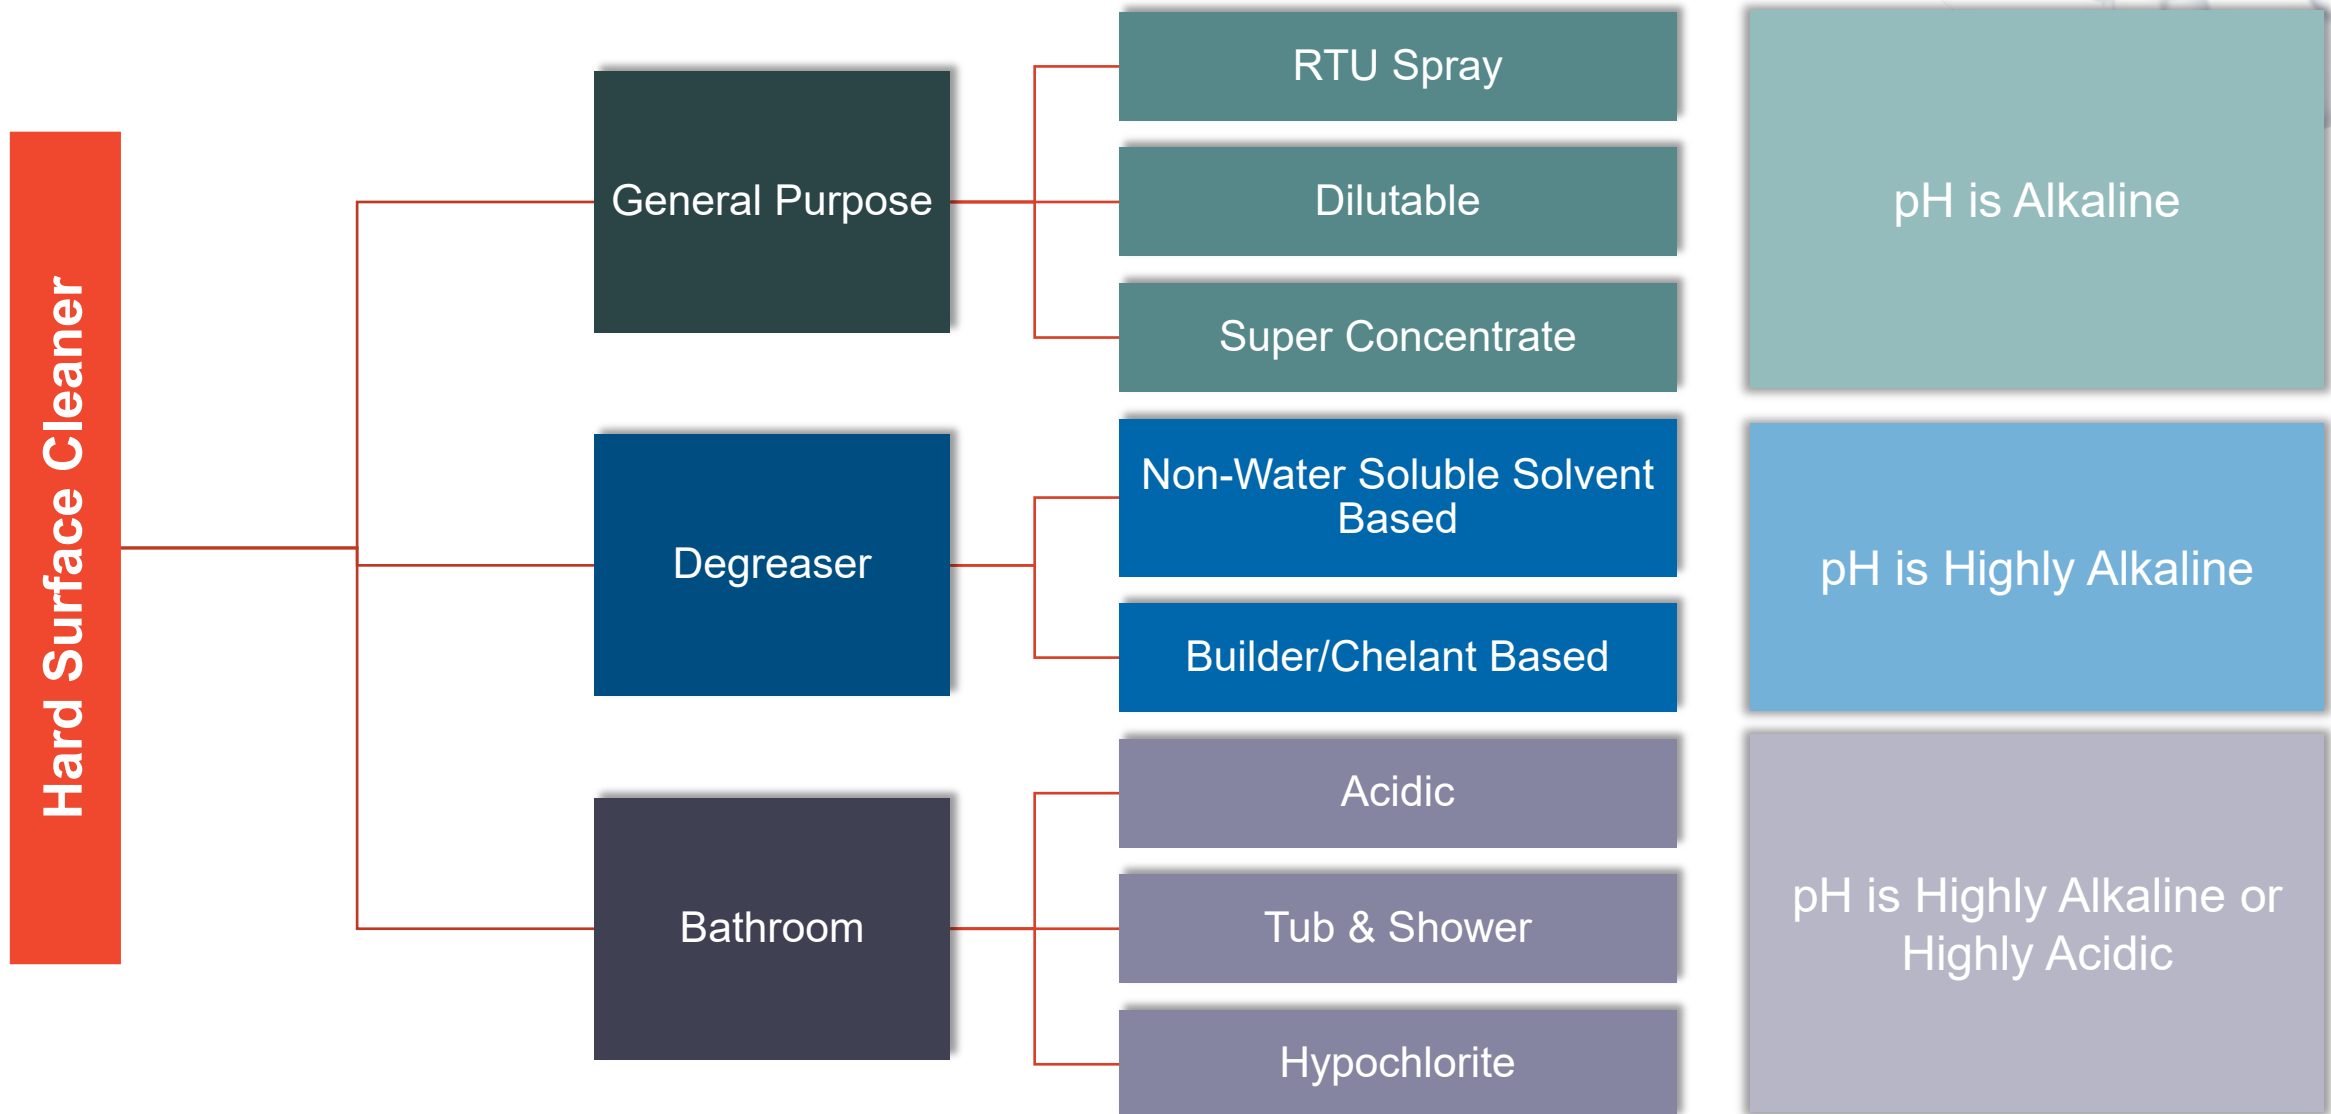 Hard Surface Cleaner
General Purpose
RTU Spray
Dilutable
Super Concentrate
pH is Alkaline
Degreaser
Non-Water Soluble Solvent
Based
Builder/Chelant Based
pH is Highly Alkaline
Bathroom
Acidic
Tub & Shower
Hypochlorite
pH is Highly Alkaline or
Highly Acidic